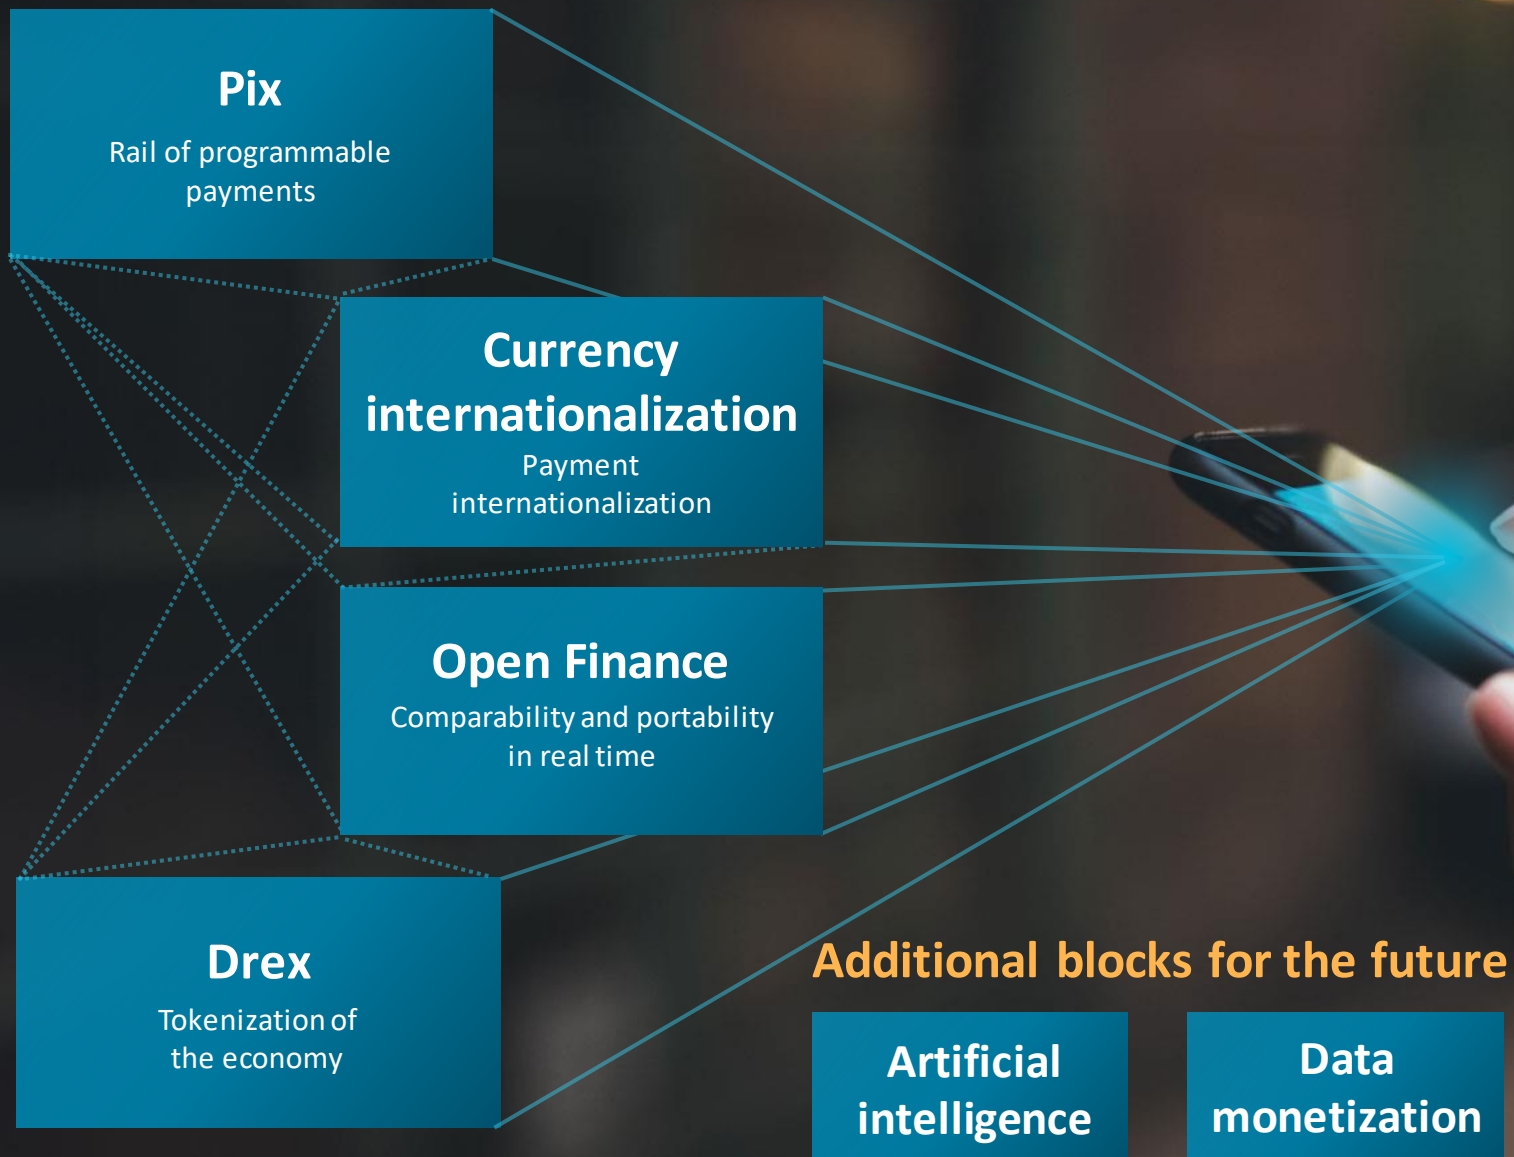 Pix
Rail of programmable
payments
Currency
internationalization
Payment
internationalization
Open Finance
Comparability and portability
in real time
Drex
Tokenization of
the economy
Additional blocks for the future
Artificial
intelligence
Data
monetization